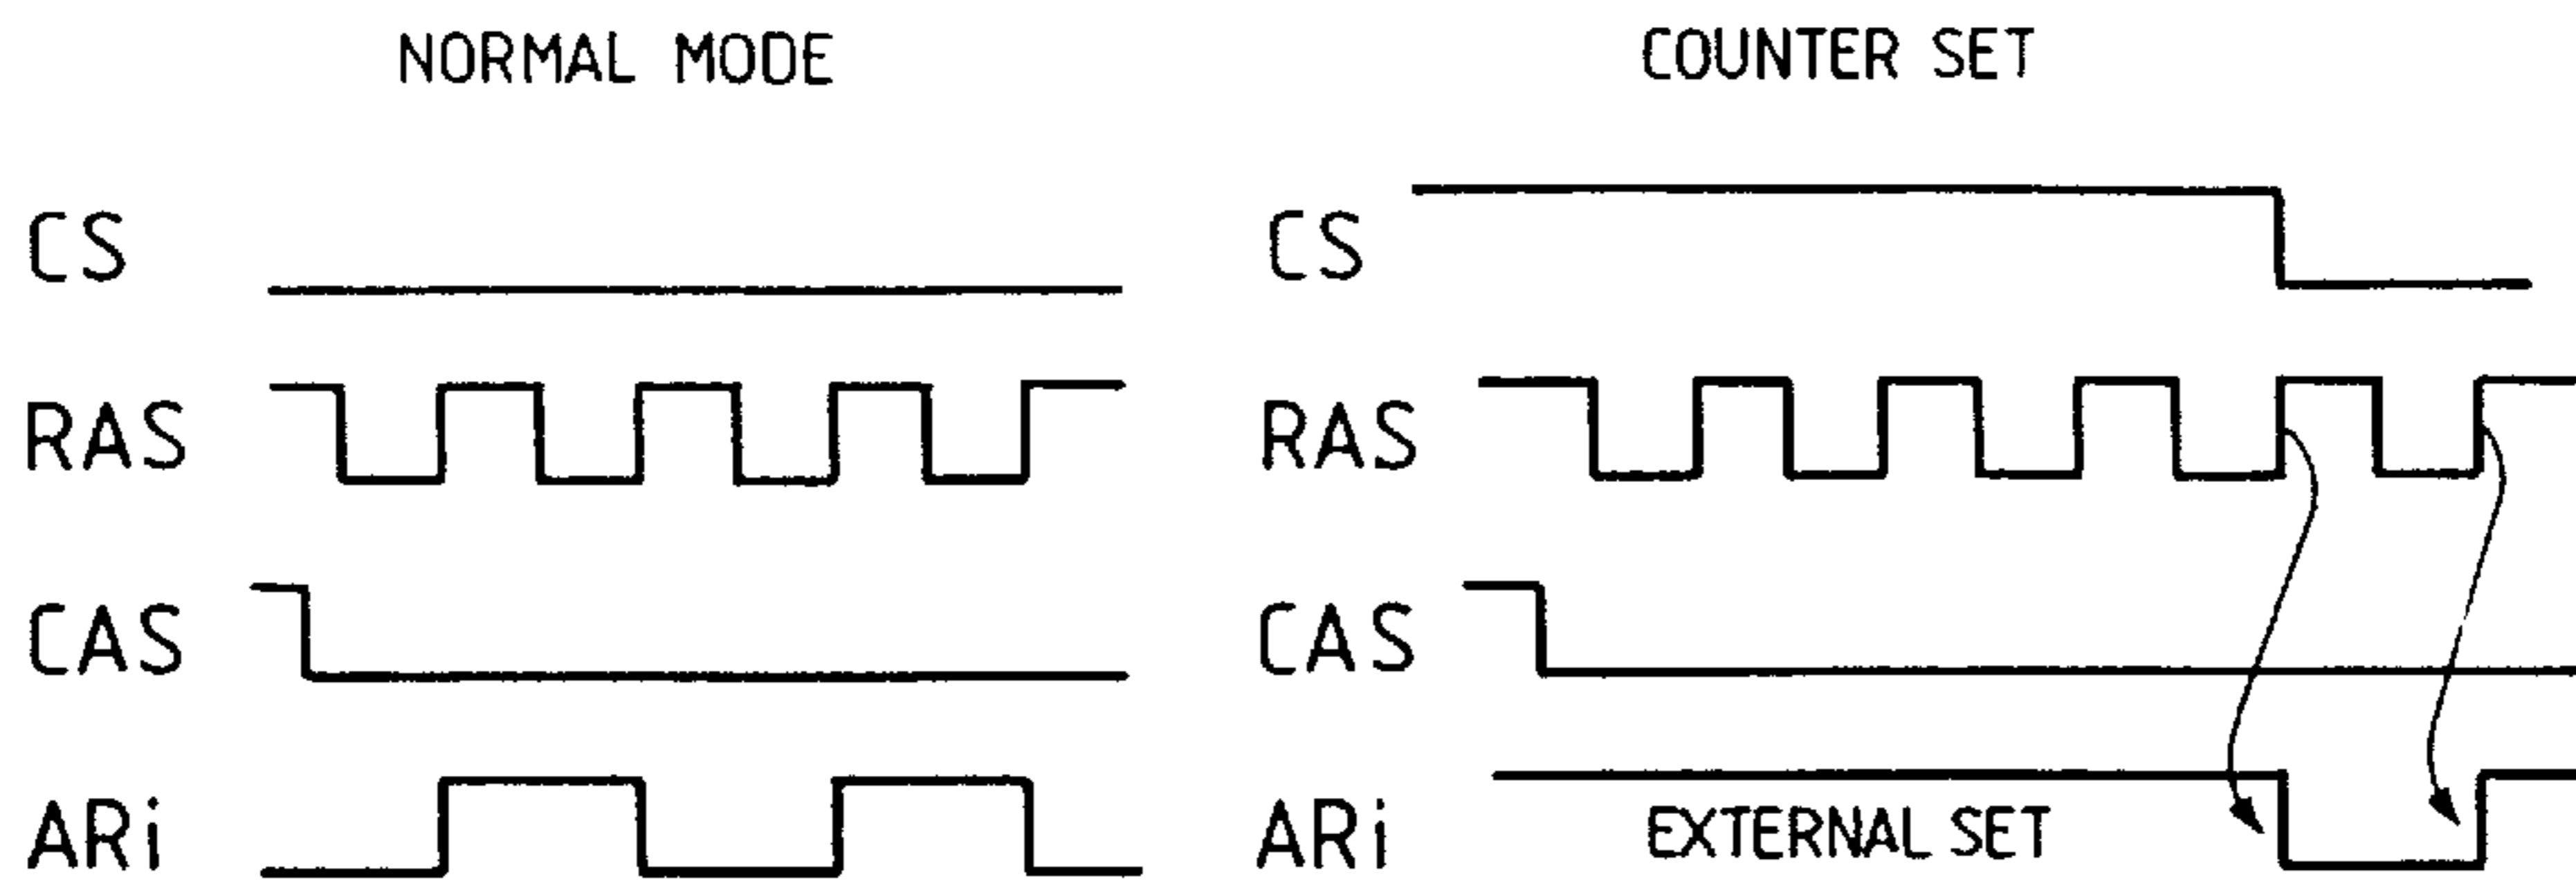 NORMAL MODE
CS
RAS
CAS
ARi
COUNTER SET
CS
RAS
CAS
ARi
EXTERNAL SET